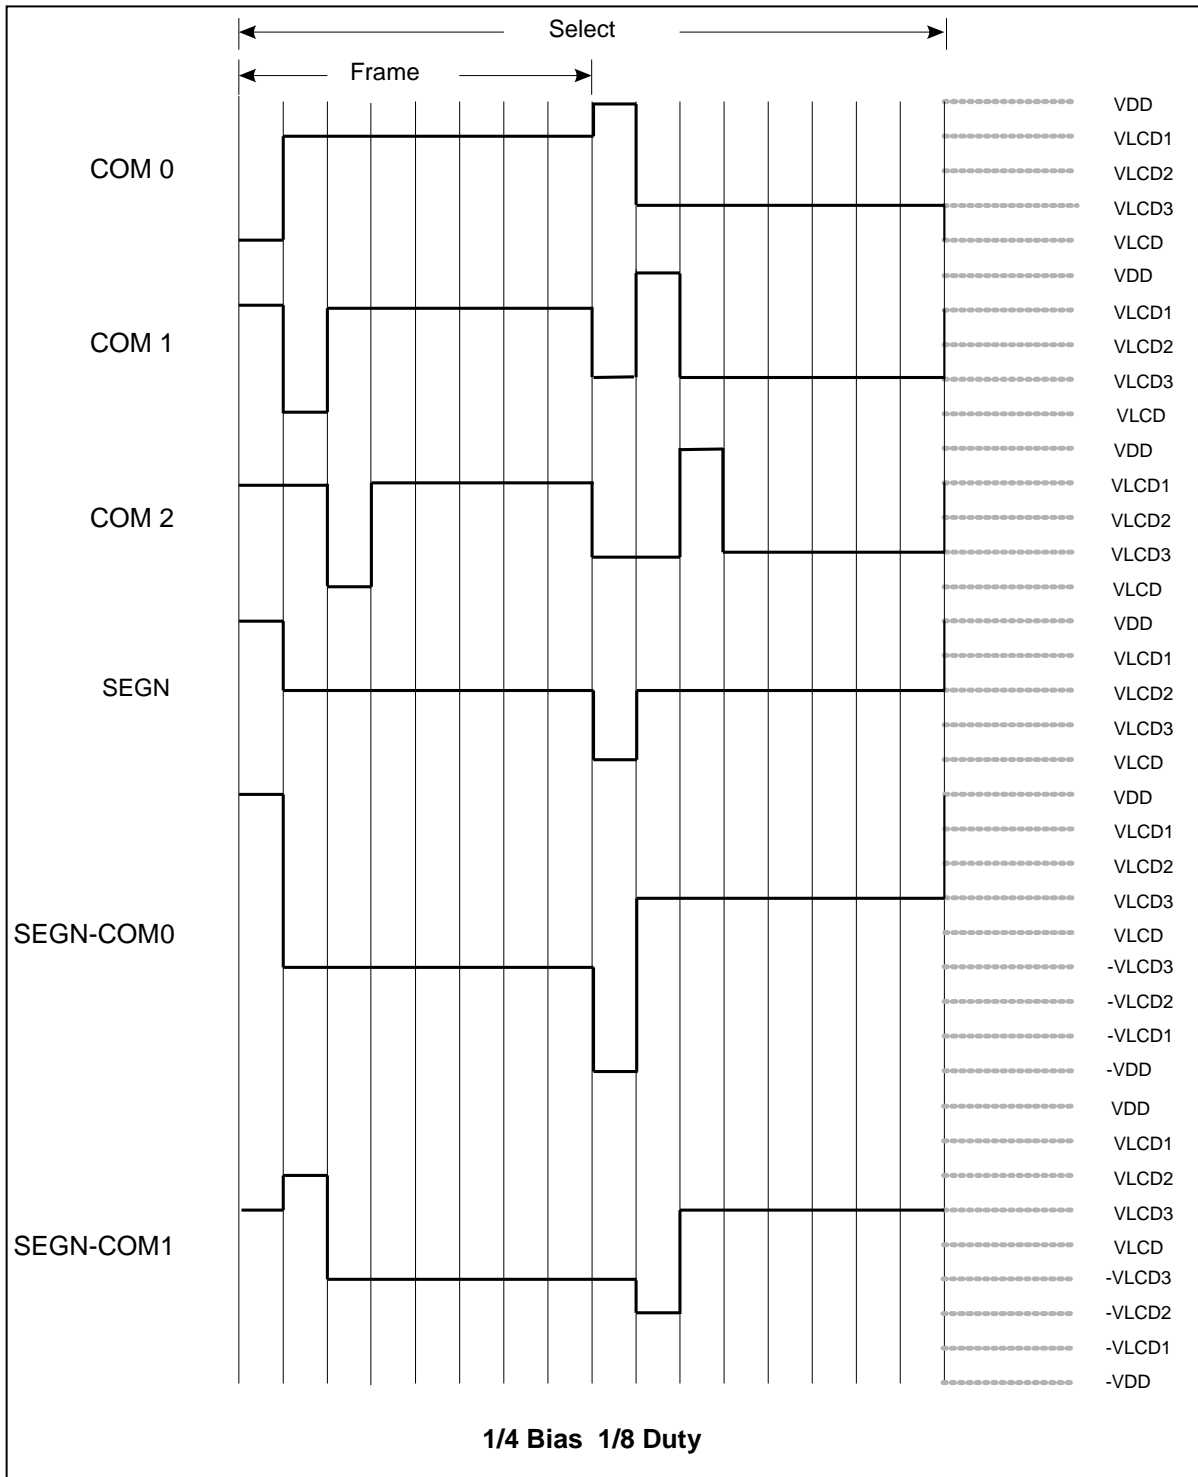 Select
Frame
COM 0
VDD
VLCD1
VLCD2
VLCD3
VLCD
COM 1
VDD
VLCD1
VLCD2
VLCD3
VLCD
COM 2
VDD
VLCD1
VLCD2
VLCD3
VLCD
SEGN
VDD
VLCD1
VLCD2
VLCD3
VLCD
SEGN-COM0
VDD
VLCD1
VLCD2
VLCD3
VLCD
-VLCD3
-VLCD2
-VLCD1
-VDD
SEGN-COM1
VDD
VLCD1
VLCD2
VLCD3
VLCD
-VLCD3
-VLCD2
-VLCD1
-VDD
1/4 Bias 1/8 Duty